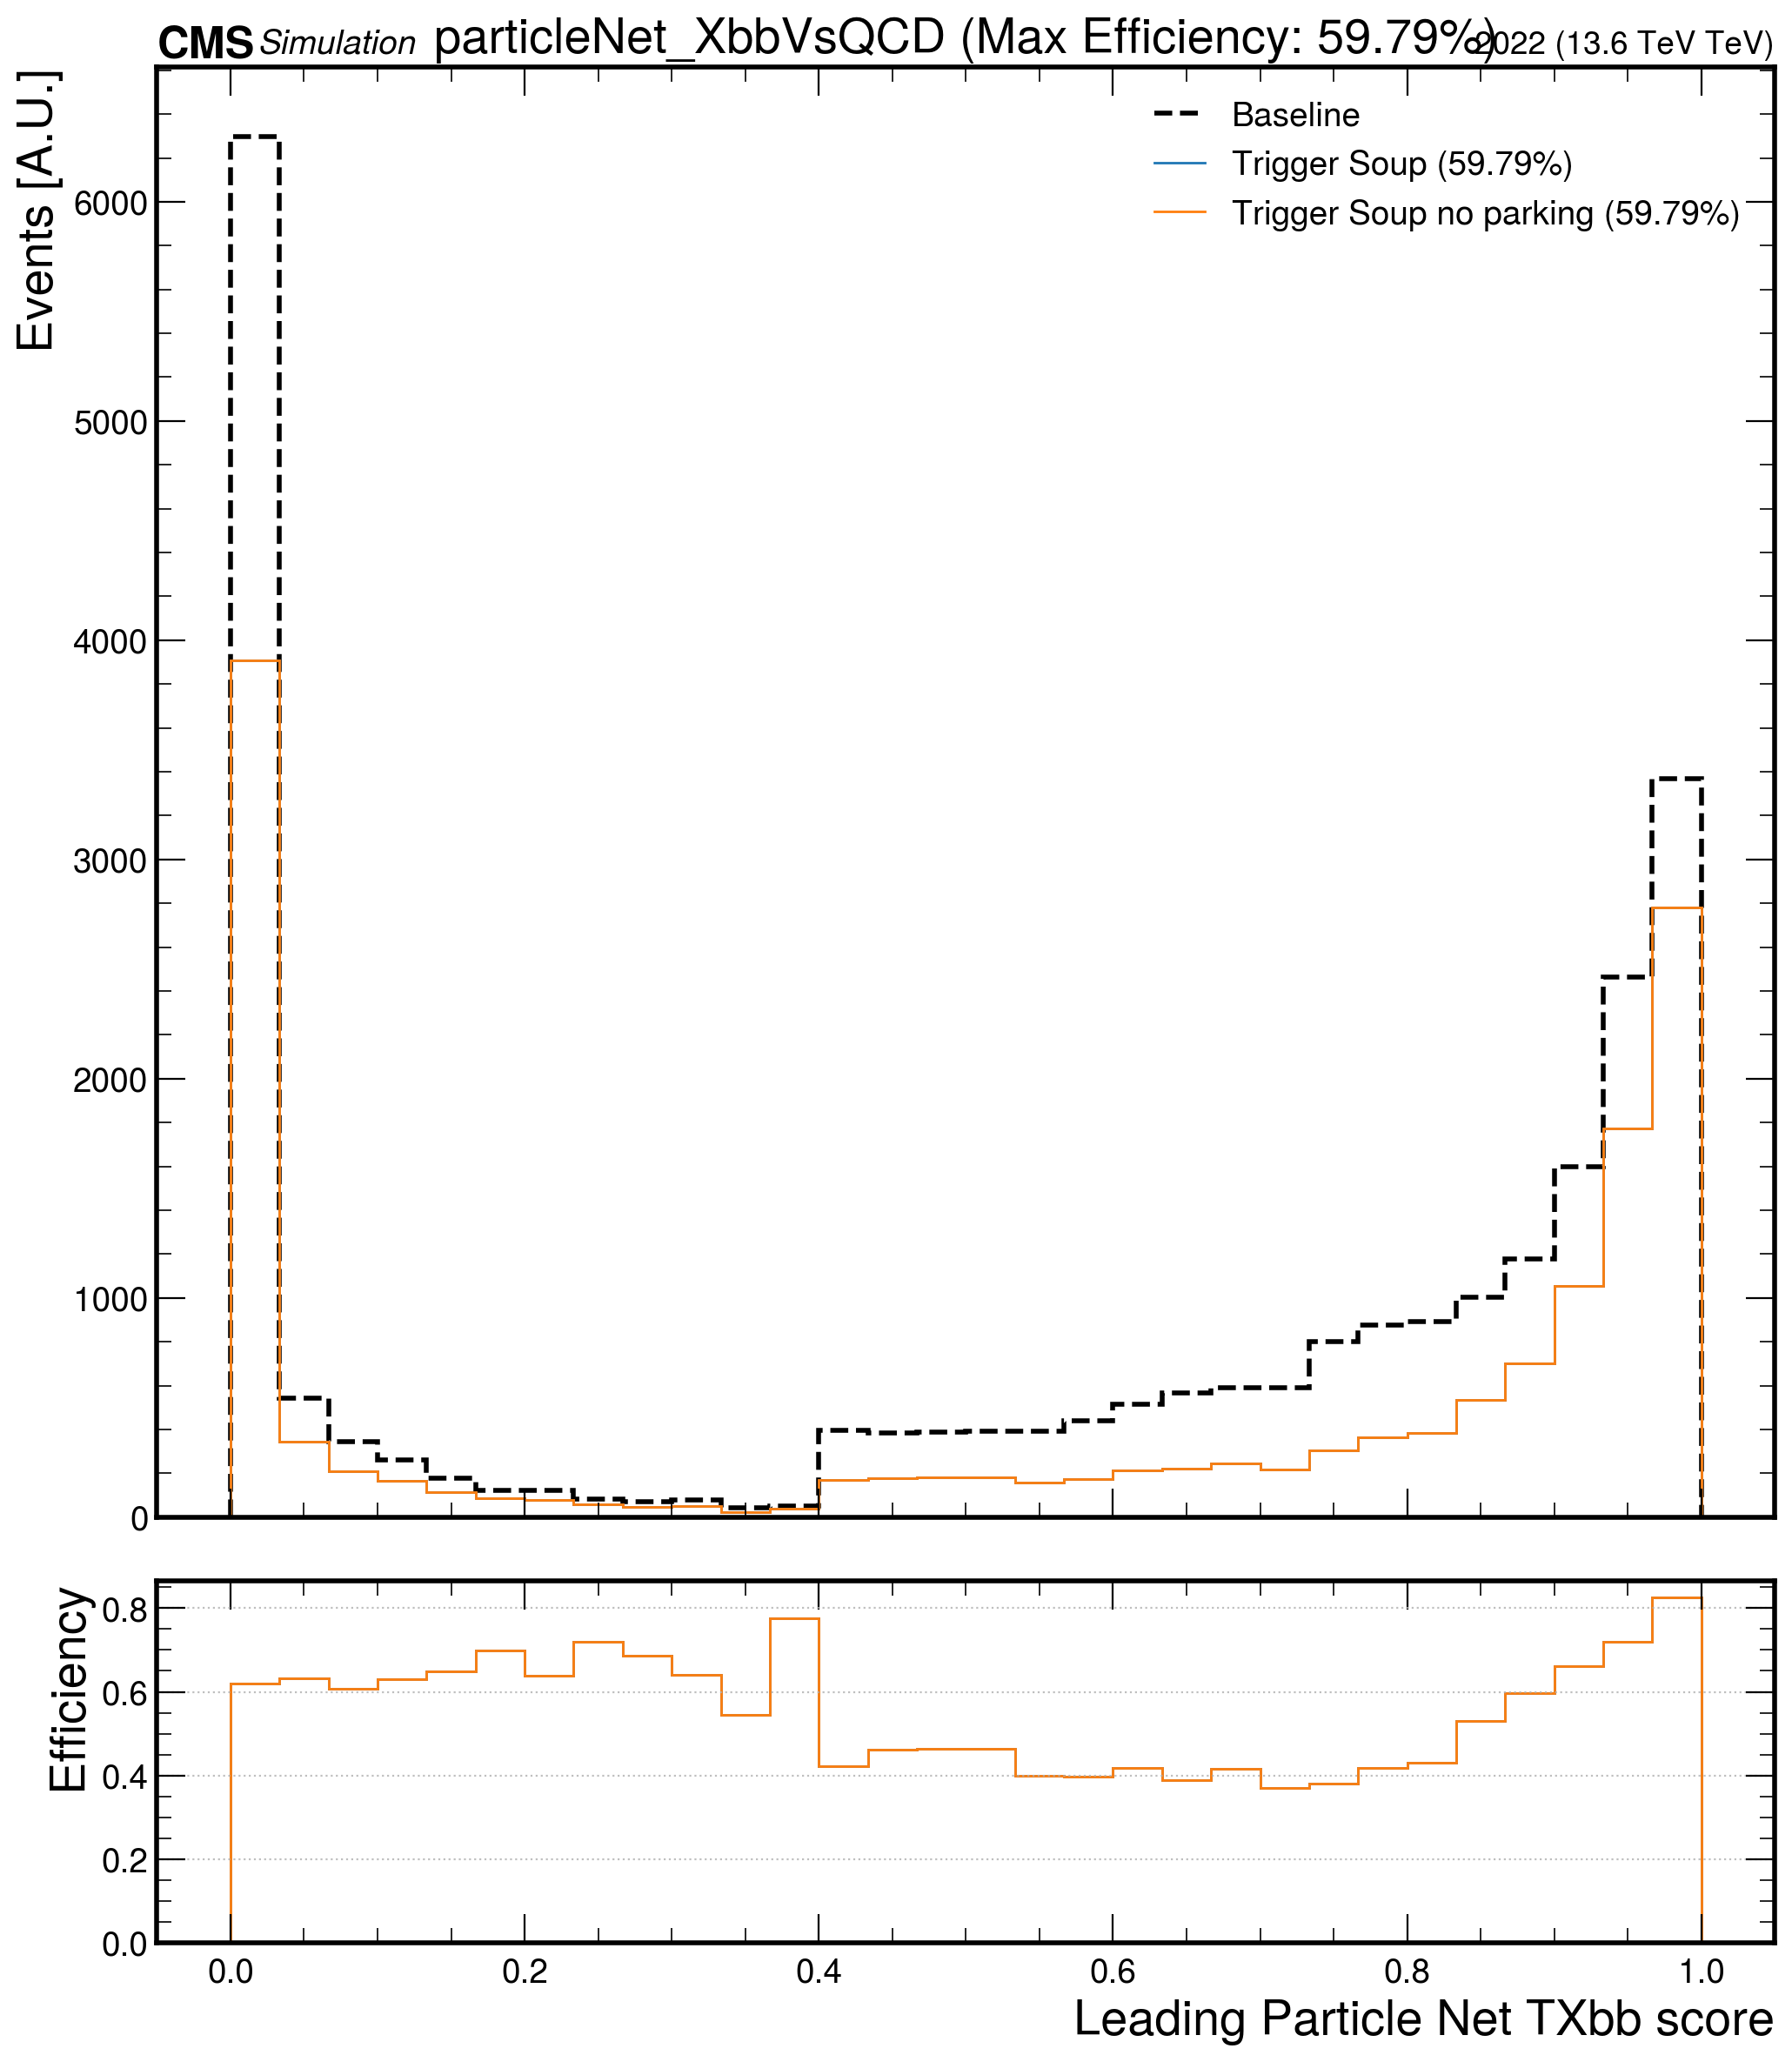 CMS Simulation particleNet_XbbVsQCD (Max Efficiency: 59.79%) 2022 (13.6 TeV TeV)
Events [A.U.]
Baseline
Trigger Soup (59.79%)
Trigger Soup no parking (59.79%)
6000
5000
4000
3000
2000
1000
0
Efficiency
0.8
0.6
0.4
0.2
0.0
0.0 0.2 0.4 0.6 0.8 1.0
Leading Particle Net TXbb score